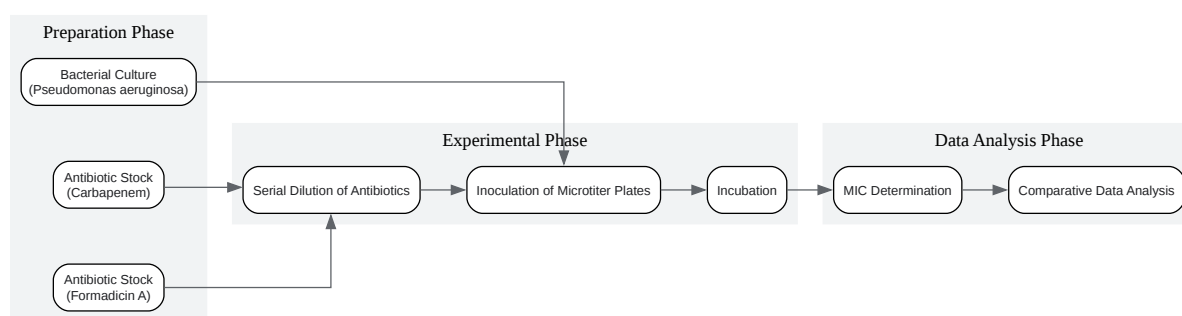 Preparation Phase
Bacterial Culture
(Pseudomonas aeruginosa)
Antibiotic Stock
(Carbapenem)
Antibiotic Stock
(Formadicin A)
Experimental Phase
Serial Dilution of Antibiotics
Inoculation of Microtiter Plates
Incubation
Data Analysis Phase
MIC Determination
Comparative Data Analysis